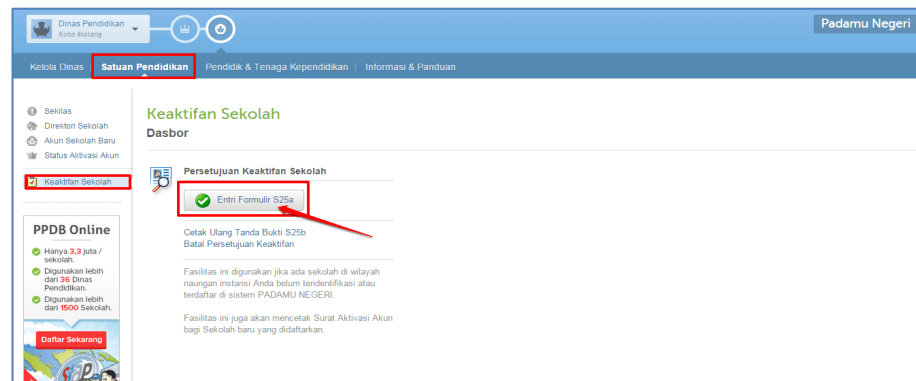 Dinas Pendidikan
Kota Malang
Padamu Negeri
Kelola Dinas
Satuan Pendidikan
Pendidik & Tenaga Kependidikan
Informasi & Panduan
Sekilas
Direktori Sekolah
Akun Sekolah Baru
Status Aktivasi Akun
Keaktifan Sekolah
PPDB Online
Hanya 3,3 juta /
sekolah.
Digunakan lebih
dari 36 Dinas
Pendidikan.
Digunakan lebih
dari 1500 Sekolah.
Daftar Sekarang
Keaktifan Sekolah
Dasbor
Persetujuan Keaktifan Sekolah
Entri Formulir S25a
Cetak Ulang Tanda Bukti S25b
Batal Persetujuan Keaktifan
Fasilitas ini digunakan jika ada sekolah di wilayah
naungan instansi Anda belum teridentifikasi atau
terdaftar di sistem PADAMU NEGERI.
Fasilitas ini juga akan mencetak Surat Aktivasi Akun
bagi Sekolah baru yang didaftarkan.